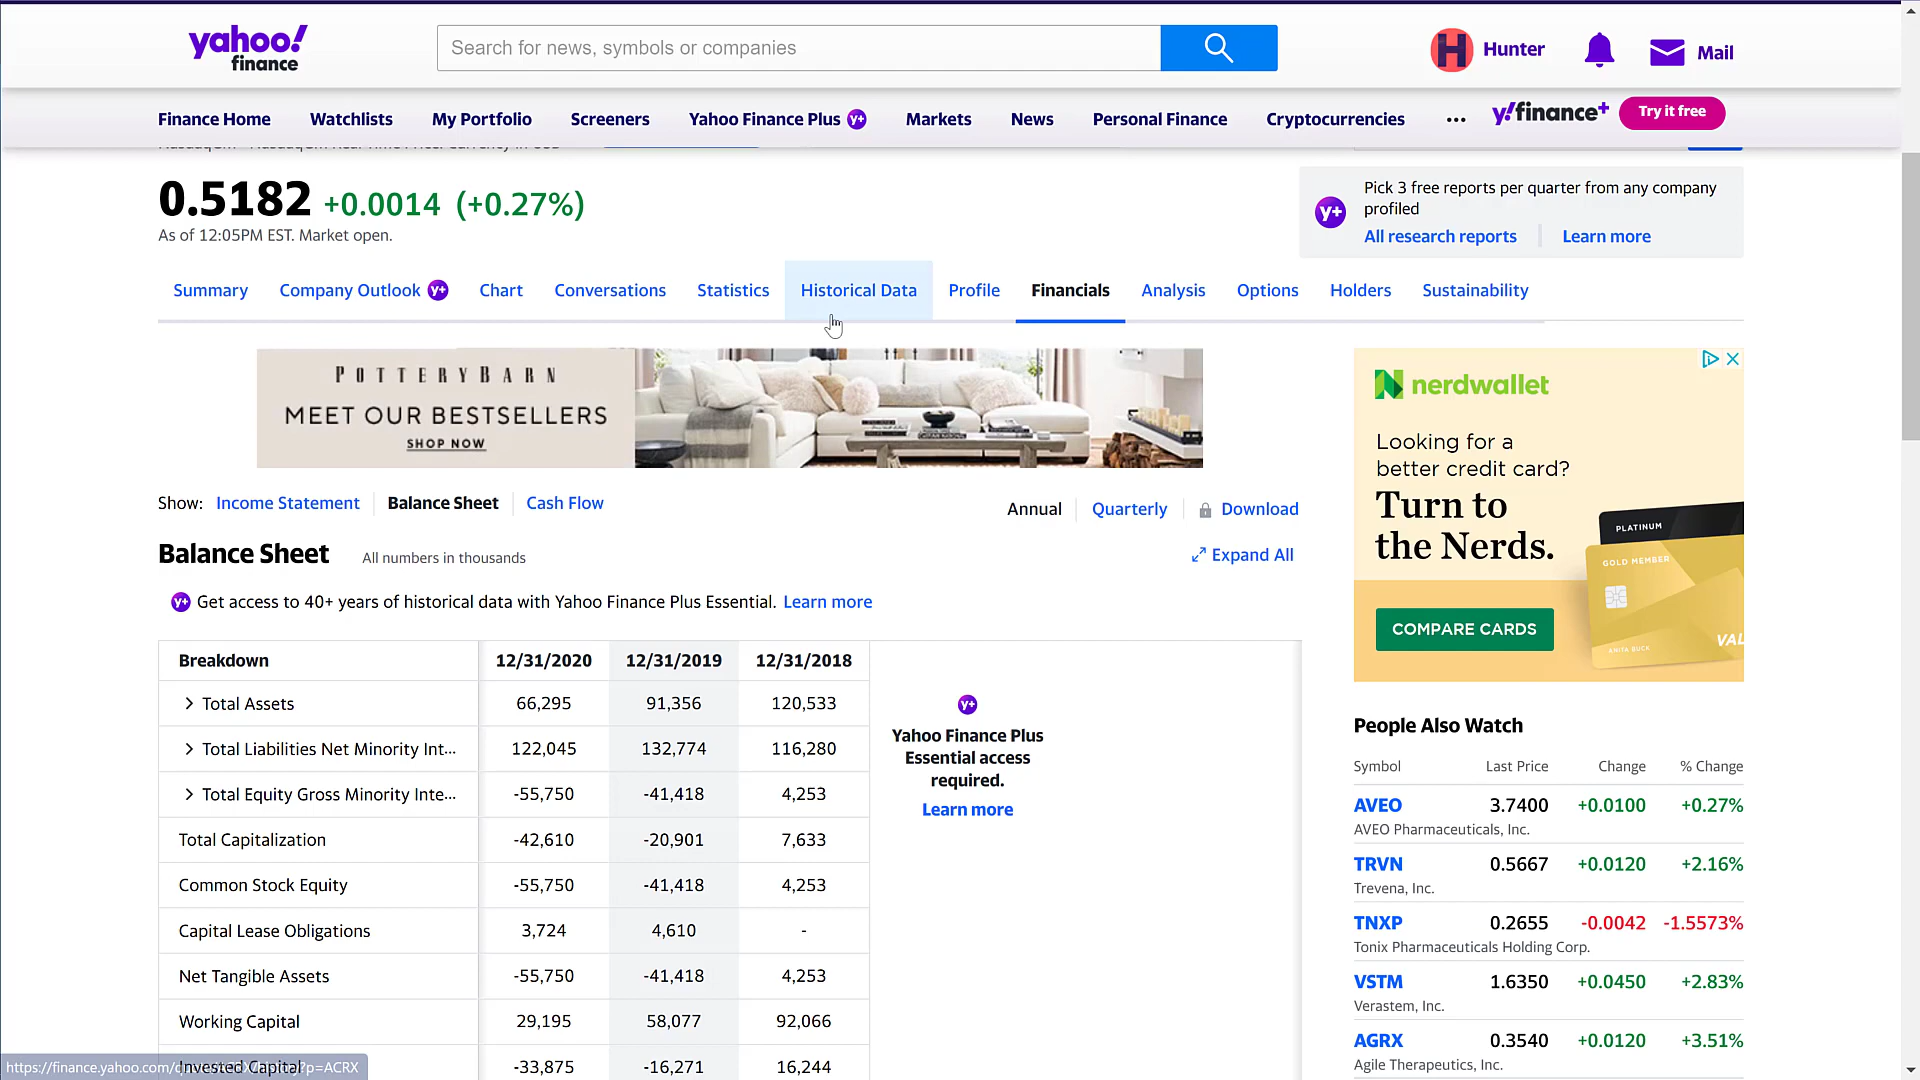 yahoo!
finance
Search for news, symbols or companies
Hunter
Mail
Finance Home
Watchlists
My Portfolio
Screeners
Yahoo Finance Plus y+
Markets
News
Personal Finance
Cryptocurrencies
...
y!finance+
Try it free
0.5182 +0.0014 (+0.27%)
As of 12:05PM EST. Market open.
y+
Pick 3 free reports per quarter from any company
profiled
All research reports
Learn more
Summary
Company Outlook y+
Chart
Conversations
Statistics
Historical Data
Profile
Financials
Analysis
Options
Holders
Sustainability
POTTERYBARN
MEET OUR BESTSELLERS
SHOP NOW
Show: Income Statement Balance Sheet Cash Flow
Annual Quarterly Download
Balance Sheet All numbers in thousands
Expand All
y+ Get access to 40+ years of historical data with Yahoo Finance Plus Essential. Learn more
Breakdown 12/31/2020 12/31/2019 12/31/2018
Total Assets 66,295 91,356 120,533
Total Liabilities Net Minority Int... 122,045 132,774 116,280
Total Equity Gross Minority Inte... -55,750 -41,418 4,253
Total Capitalization -42,610 -20,901 7,633
Common Stock Equity -55,750 -41,418 4,253
Capital Lease Obligations 3,724 4,610 -
Net Tangible Assets -55,750 -41,418 4,253
Working Capital 29,195 58,077 92,066
Invested Capital -33,875 -16,271 16,244
y+
Yahoo Finance Plus
Essential access
required.
Learn more
nerdwallet
Looking for a
better credit card?
Turn to
the Nerds.
COMPARE CARDS
PLATINUM
GOLD MEMBER
VAL
ANITA BUCK
People Also Watch
Symbol Last Price Change % Change
AVEO 3.7400 +0.0100 +0.27%
AVEO Pharmaceuticals, Inc.
TRVN 0.5667 +0.0120 +2.16%
Trevena, Inc.
TNXP 0.2655 -0.0042 -1.5573%
Tonix Pharmaceuticals Holding Corp.
VSTM 1.6350 +0.0450 +2.83%
Verastem, Inc.
AGRX 0.3540 +0.0120 +3.51%
Agile Therapeutics, Inc.